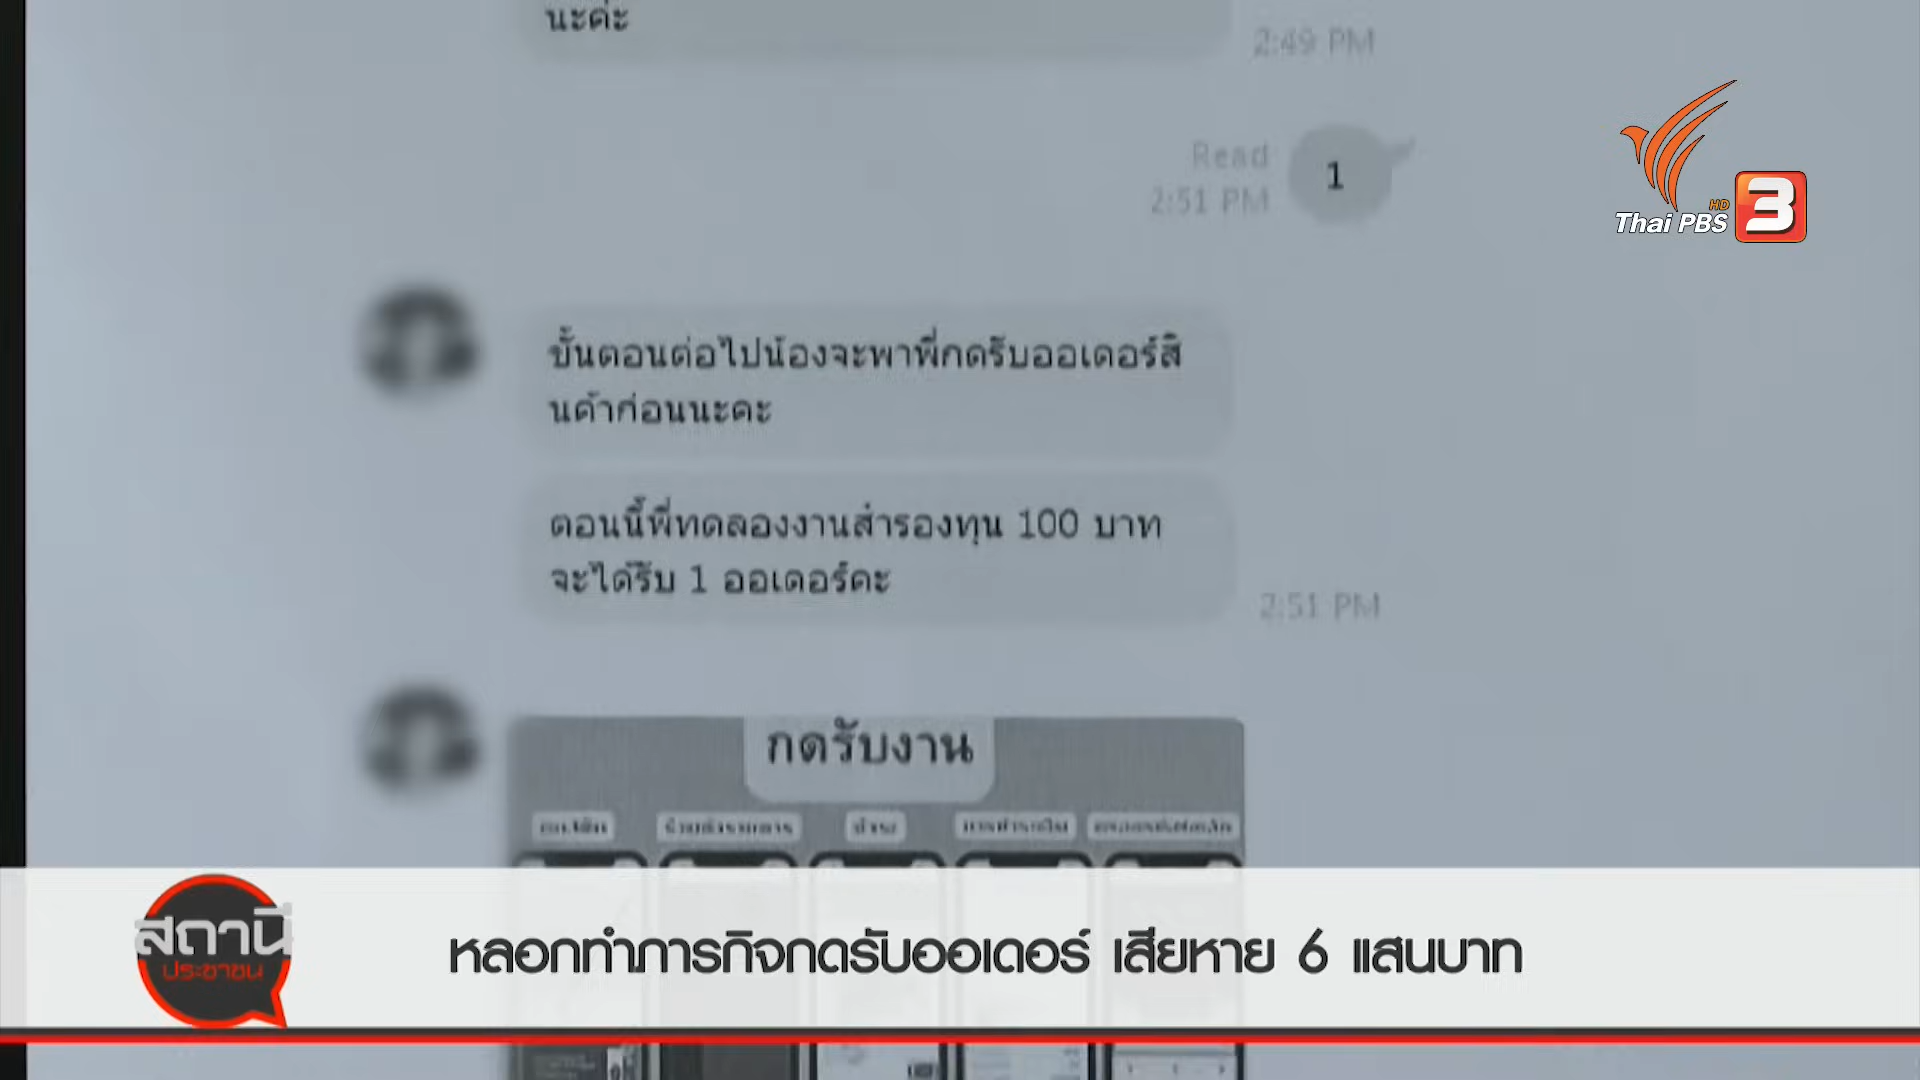 นะค่ะ
2:49 PM
Read
2:51 PM
1
Thai PBS
HD
3
ขั้นตอนต่อไปน้องจะพาพี่กดรับออเดอร์สิ
นค้าก่อนนะคะ
ตอนนี้พี่ทดลองงานสำรองทุน 100 บาท
จะได้รับ 1 ออเดอร์คะ
2:51 PM
กดรับงาน
สถานี
ประชาชน
หลอกทำภารกิจกดรับออเดอร์ เสียหาย 6 แสนบาท